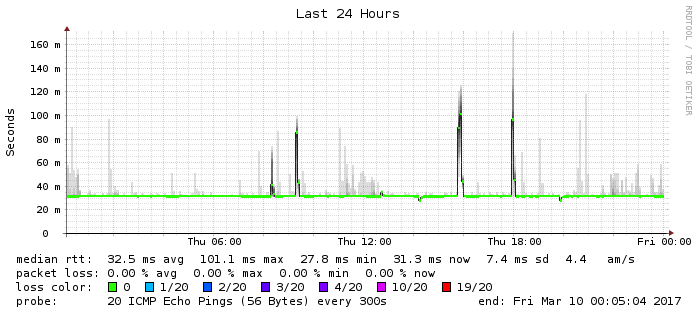 Last 24 Hours
RRDTOOL / TOBI OETIKER
Seconds
160 m
140 m
120 m
100 m
80 m
60 m
40 m
20 m
0
Thu 06:00 Thu 12:00 Thu 18:00 Fri 00:00
median rtt: 32.5 ms avg 101.1 ms max 27.8 ms min 31.3 ms now 7.4 ms sd 4.4 am/s
packet loss: 0.00 % avg 0.00 % max 0.00 % min 0.00 % now
loss color: 0 1/20 2/20 3/20 4/20 10/20 19/20
probe: 20 ICMP Echo Pings (56 Bytes) every 300s end: Fri Mar 10 00:05:04 2017